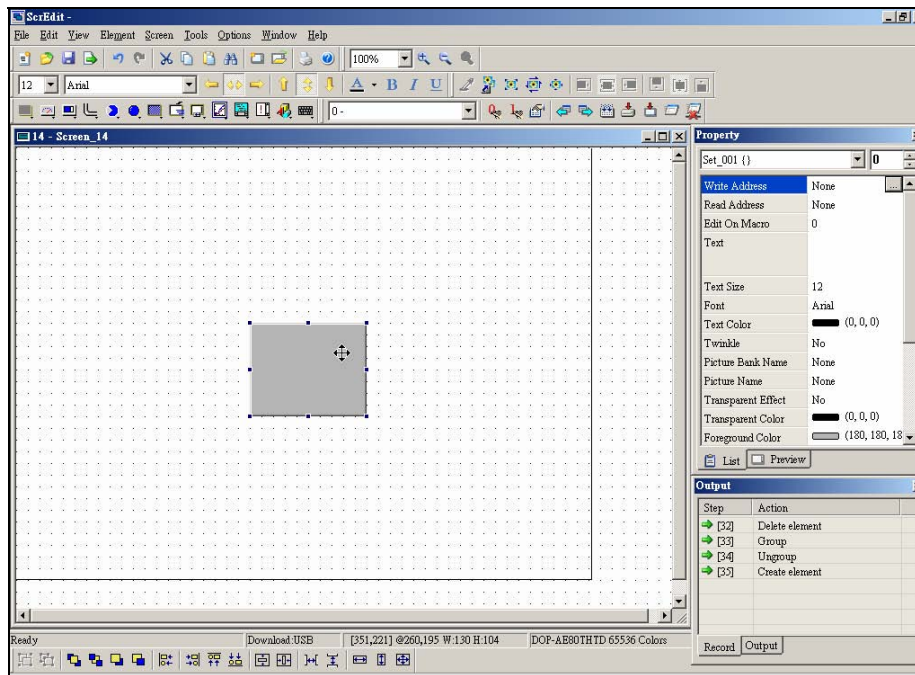 ScrEdit -
File Edit View Element Screen Tools Options Window Help
100%
12 Arial A B I U
0 -
14 - Screen_14
Property
Set_001 {} 0
Write Address None ...
Read Address None
Edit On Macro 0
Text
Text Size 12
Font Arial
Text Color (0, 0, 0)
Twinkle No
Picture Bank Name None
Picture Name None
Transparent Effect No
Transparent Color (0, 0, 0)
Foreground Color (180, 180, 18
List Preview
Output
Step Action
[32] Delete element
[33] Group
[34] Ungroup
[35] Create element
Record Output
Ready Download:USB [351,221] @260,195 W:130 H:104 DOP-AE80THTD 65536 Colors